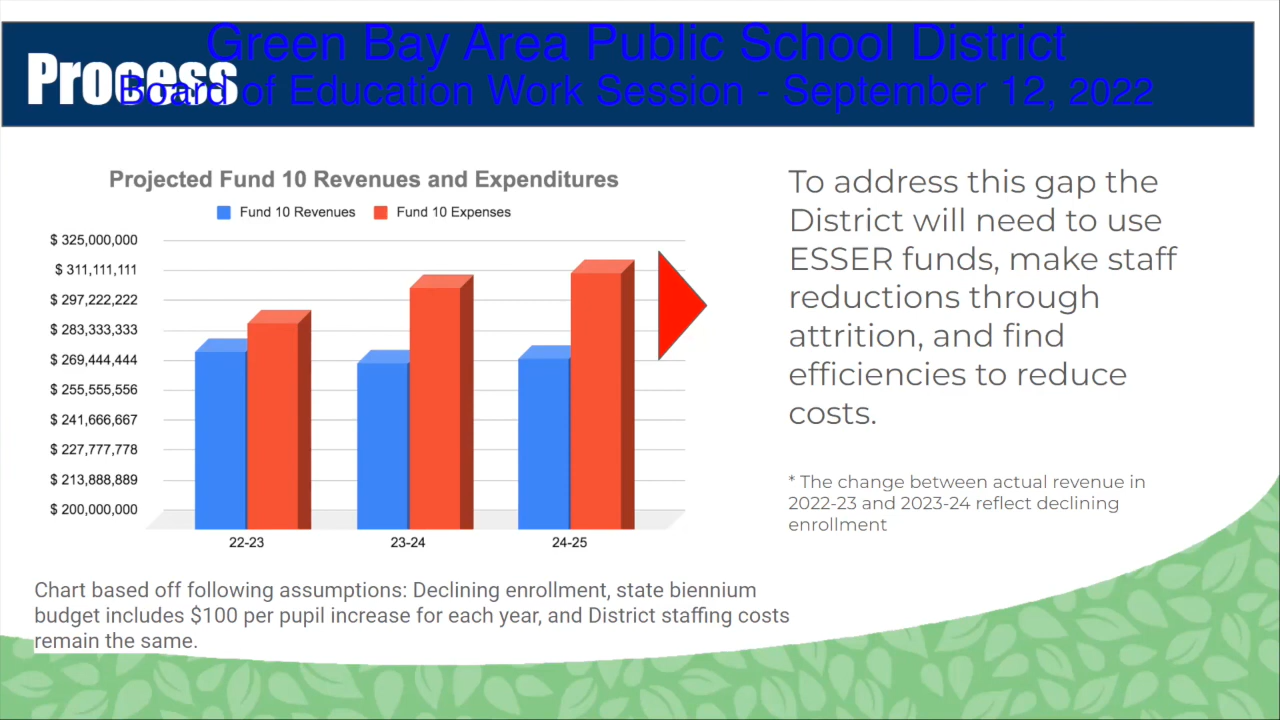 Green Bay Area Public School District
Process
Board of Education Work Session - September 12, 2022
Projected Fund 10 Revenues and Expenditures
Fund 10 Revenues
Fund 10 Expenses
$ 325,000,000
$ 311,111,111
$ 297,222,222
$ 283,333,333
$ 269,444,444
$ 255,555,556
$ 241,666,667
$ 227,777,778
$ 213,888,889
$ 200,000,000
22-23
23-24
24-25
To address this gap the
District will need to use
ESSER funds, make staff
reductions through
attrition, and find
efficiencies to reduce
costs.
* The change between actual revenue in
2022-23 and 2023-24 reflect declining
enrollment
Chart based off following assumptions: Declining enrollment, state biennium
budget includes $100 per pupil increase for each year, and District staffing costs
remain the same.